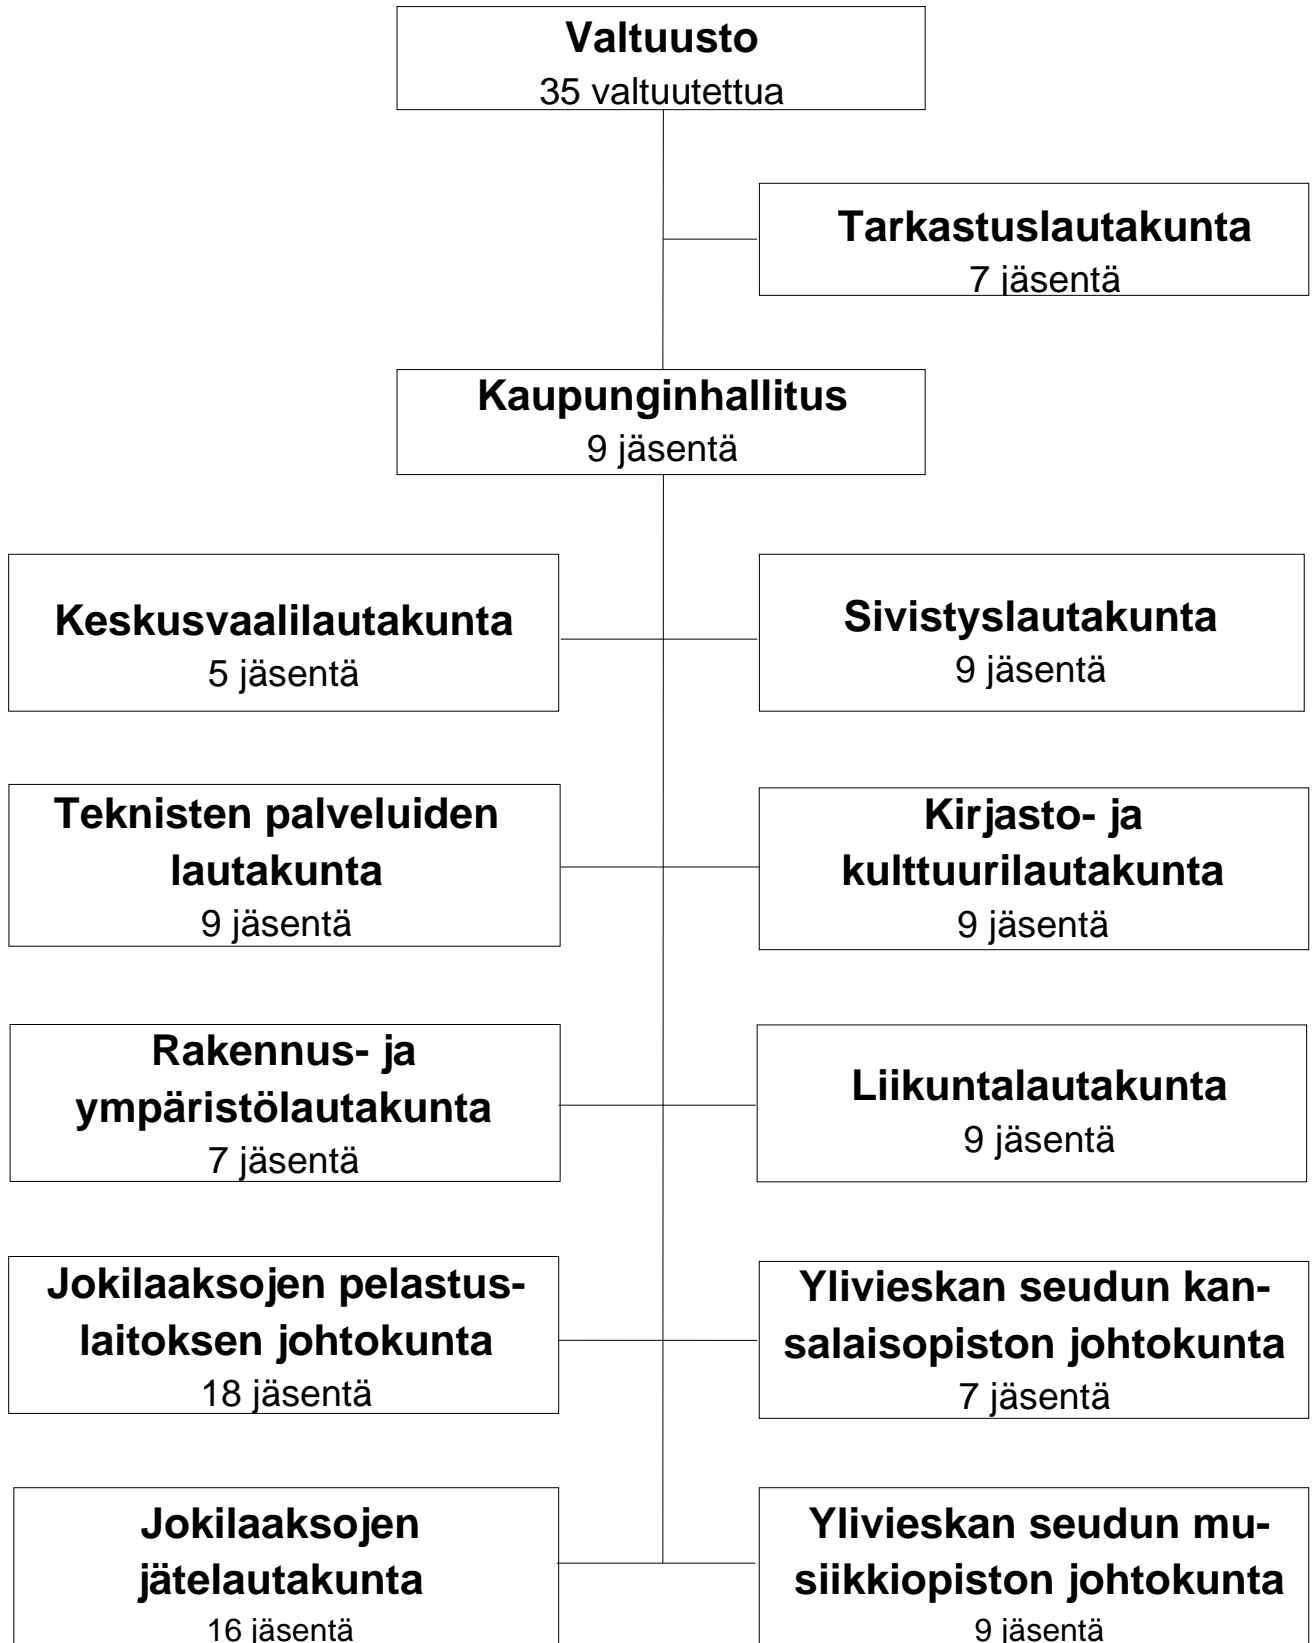 Valtuusto
35 valtuutettua
Tarkastuslautakunta
7 jäsentä
Kaupunginhallitus
9 jäsentä
Keskusvaalilautakunta
5 jäsentä
Sivistyslautakunta
9 jäsentä
Teknisten palveluiden
lautakunta
9 jäsentä
Kirjasto- ja
kulttuurilautakunta
9 jäsentä
Rakennus- ja
ympäristölautakunta
7 jäsentä
Liikuntalautakunta
9 jäsentä
Jokilaaksojen pelastus-
laitoksen johtokunta
18 jäsentä
Ylivieskan seudun kan-
salaisopiston johtokunta
7 jäsentä
Jokilaaksojen
jätelautakunta
16 jäsentä
Ylivieskan seudun mu-
siikkiopiston johtokunta
9 jäsentä